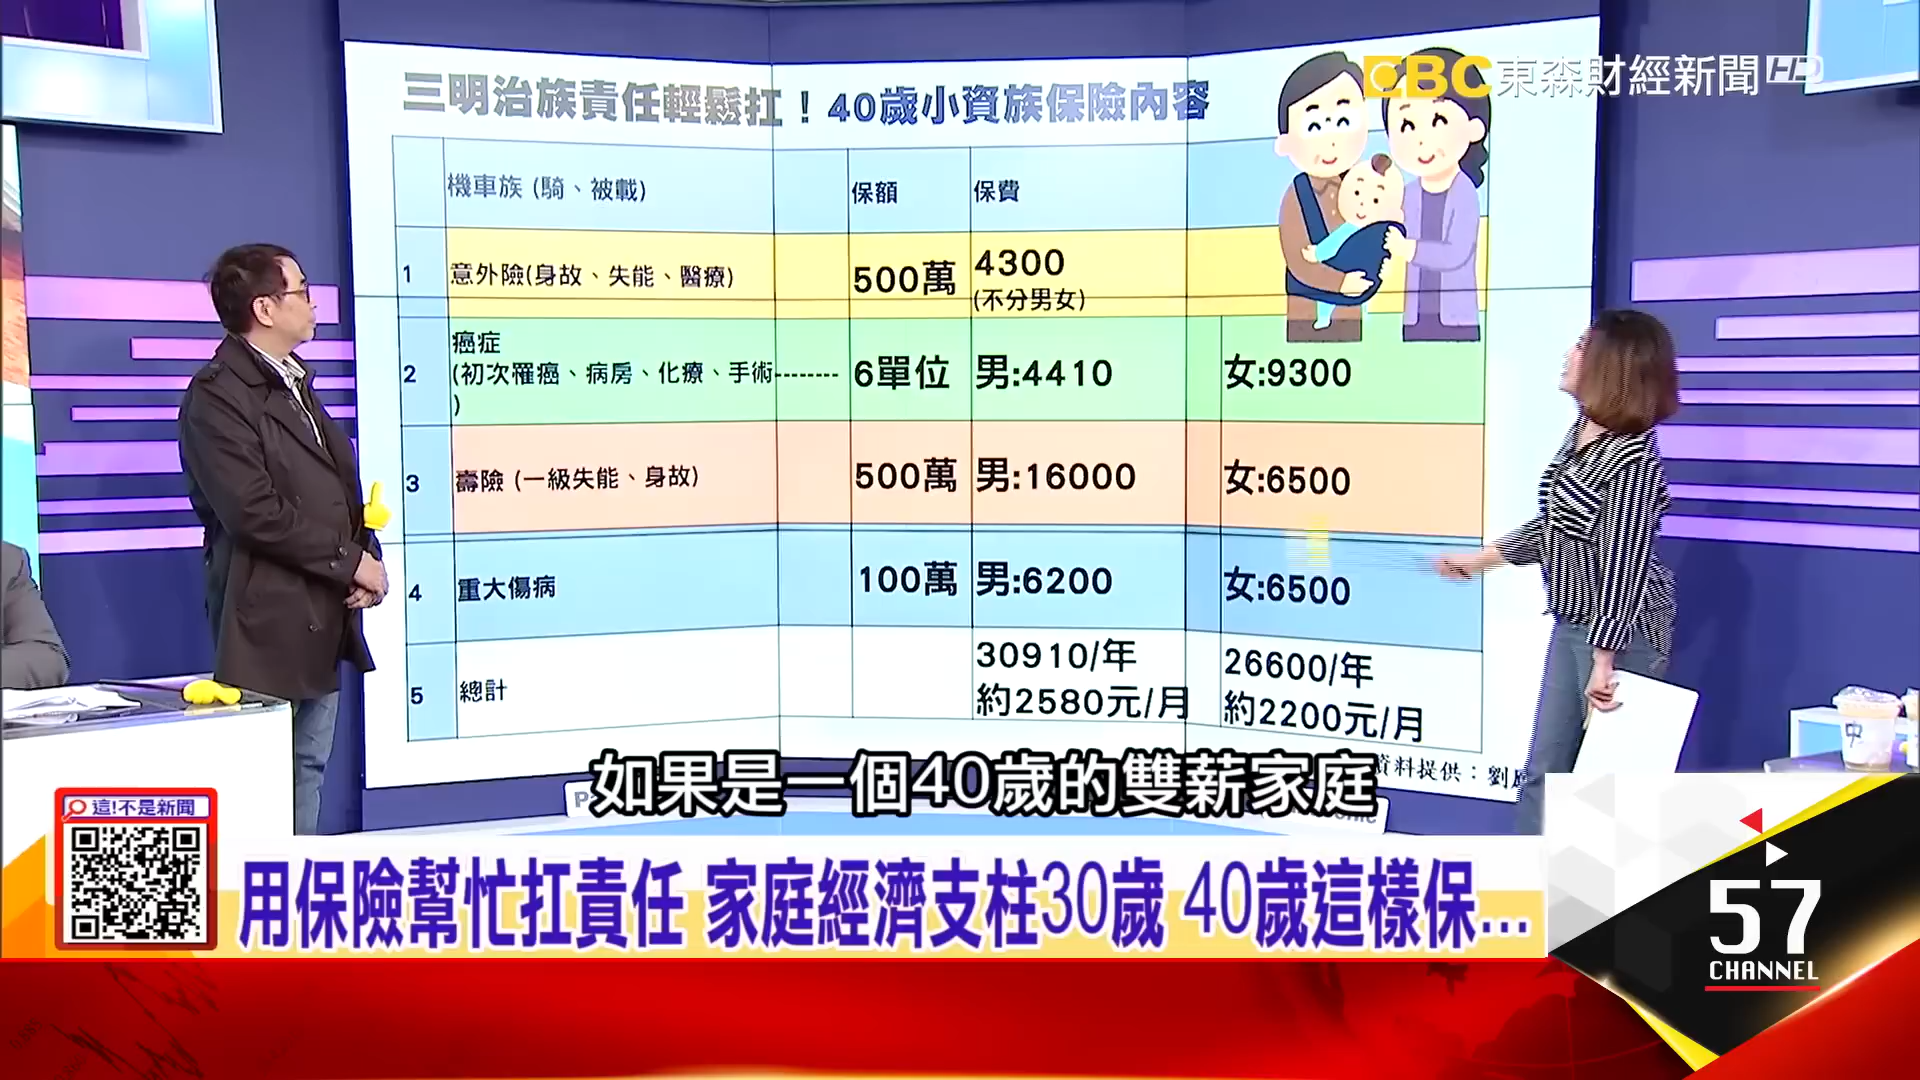 EBC 東森財經新聞 HD
三明治族責任輕鬆扛！40歲小資族保險內容
機車族 (騎、被載) 保額 保費
1 意外險(身故、失能、醫療) 500萬 4300
(不分男女)
2 癌症
(初次罹癌、病房、化療、手術--------
) 6單位 男:4410 女:9300
3 壽險 (一級失能、身故) 500萬 男:16000 女:6500
4 重大傷病 100萬 男:6200 女:6500
5 總計 30910/年 26600/年
約2580元/月 約2200元/月
資料提供：劉
如果是一個40歲的雙薪家庭
中
這!不是新聞
用保險幫忙扛責任 家庭經濟支柱30歲 40歲這樣保...
57
CHANNEL